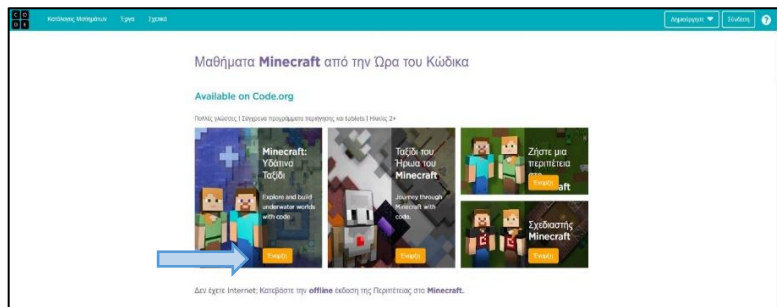 C O
D E
Κατάλογος Μαθημάτων Έργα Σχετικά
Δημιούργησε Σύνδεση ?
Μαθήματα Minecraft από την Ώρα του Κώδικα
Available on Code.org
Πολλές γλώσσες | Σύγχρονα προγράμματα περιήγησης και tablets | Ηλικίες 2+
Minecraft:
Υδάτινο
Ταξίδι
Explore and build
underwater worlds
with code.
Έναρξη
Ταξίδι του
Ήρωα του
Minecraft
Journey through
Minecraft with
code.
Έναρξη
Ζήστε μια
περιπέτεια
στο
aft
Έναρξη
Σχεδιαστής
Minecraft
Έναρξη
Δεν έχετε Internet; Κατεβάστε την offline έκδοση της Περιπέτειας στο Minecraft.